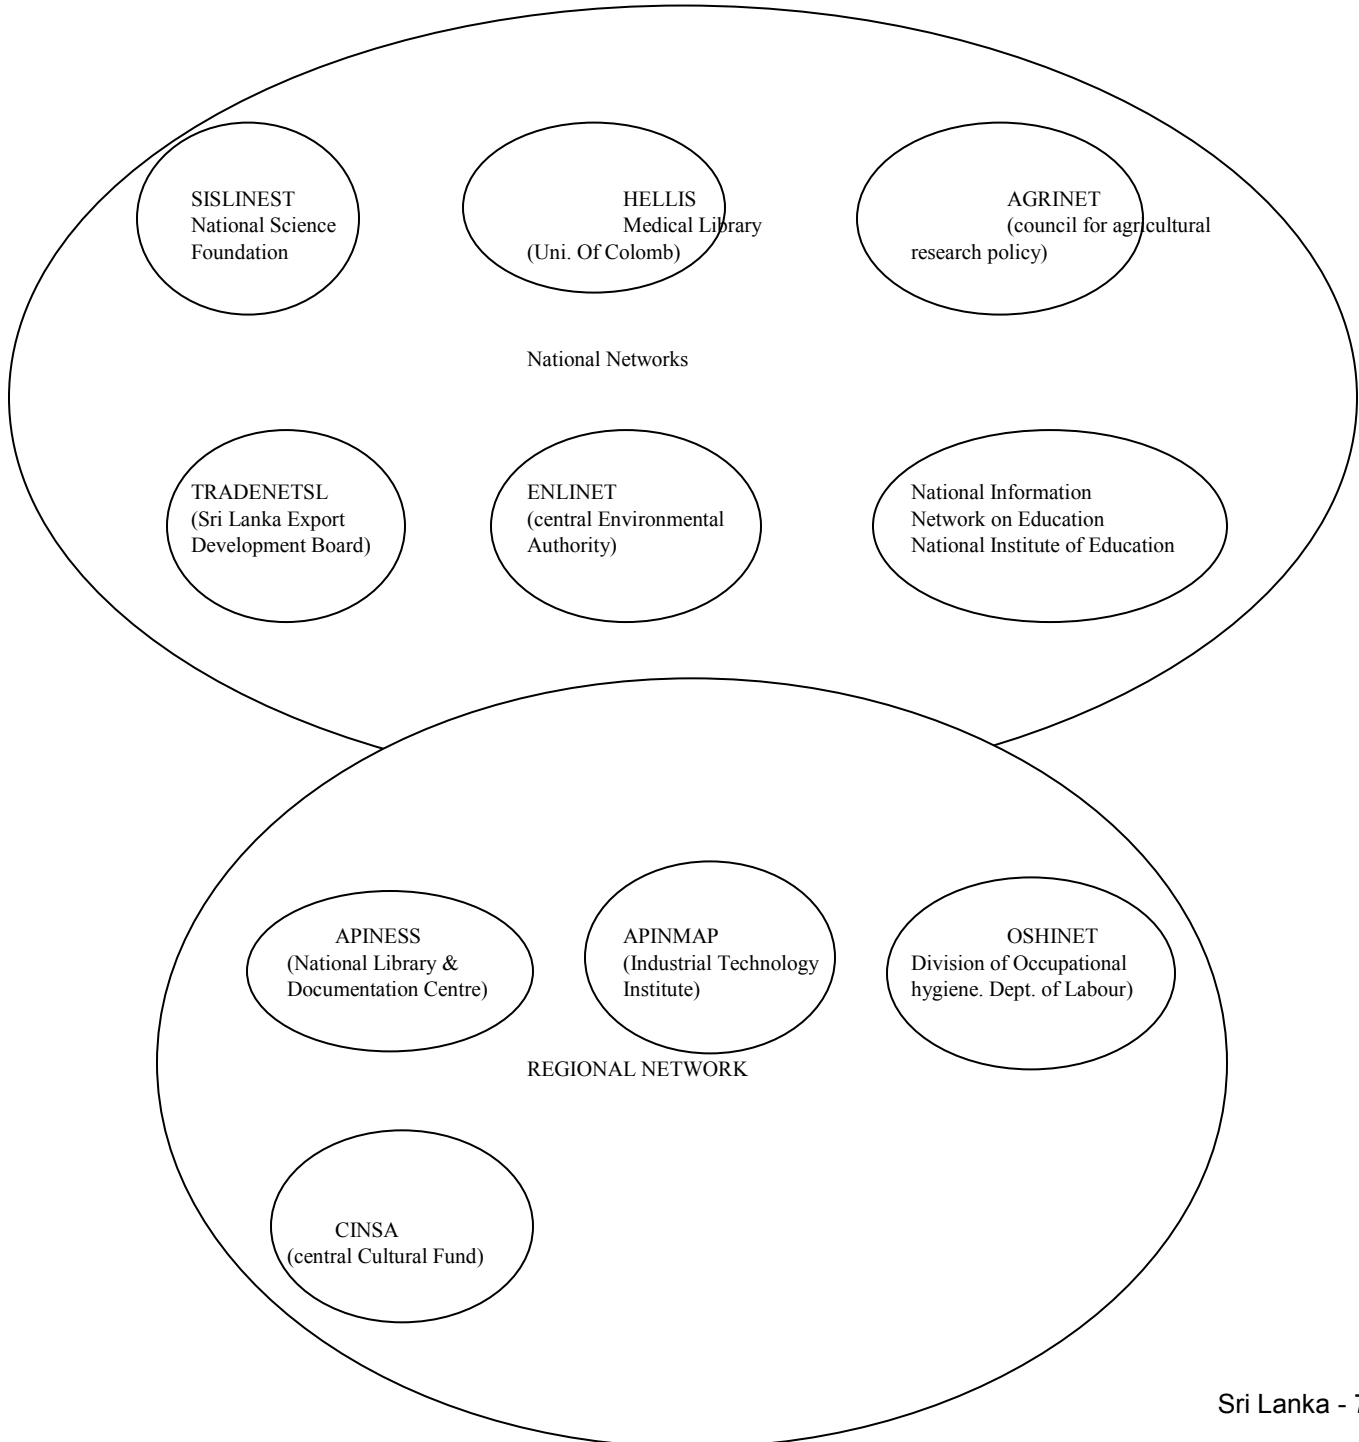 SISLINEST
National Science
Foundation
HELLIS
Medical Library
(Uni. Of Colomb)
AGRINET
(council for agricultural
research policy)
National Networks
TRADENETSL
(Sri Lanka Export
Development Board)
ENLINET
(central Environmental
Authority)
National Information
Network on Education
National Institute of Education
APINESS
(National Library &
Documentation Centre)
APINMAP
(Industrial Technology
Institute)
OSHINET
Division of Occupational
hygiene. Dept. of Labour)
REGIONAL NETWORK
CINSA
(central Cultural Fund)
Sri Lanka - 7